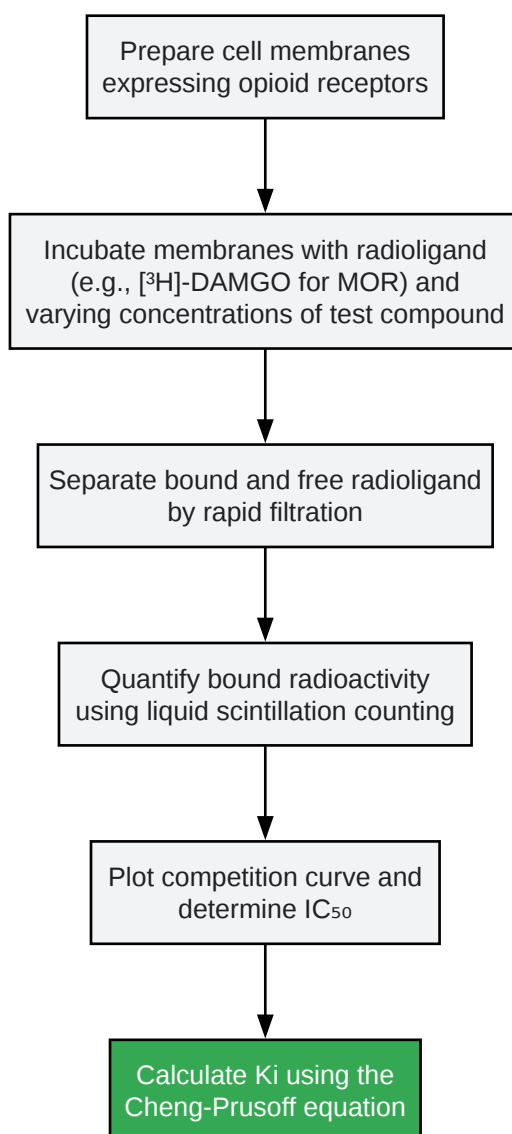 Prepare cell membranes
expressing opioid receptors
Incubate membranes with radioligand
(e.g., [³H]-DAMGO for MOR) and
varying concentrations of test compound
Separate bound and free radioligand
by rapid filtration
Quantify bound radioactivity
using liquid scintillation counting
Plot competition curve and
determine IC₅₀
Calculate Ki using the
Cheng-Prusoff equation